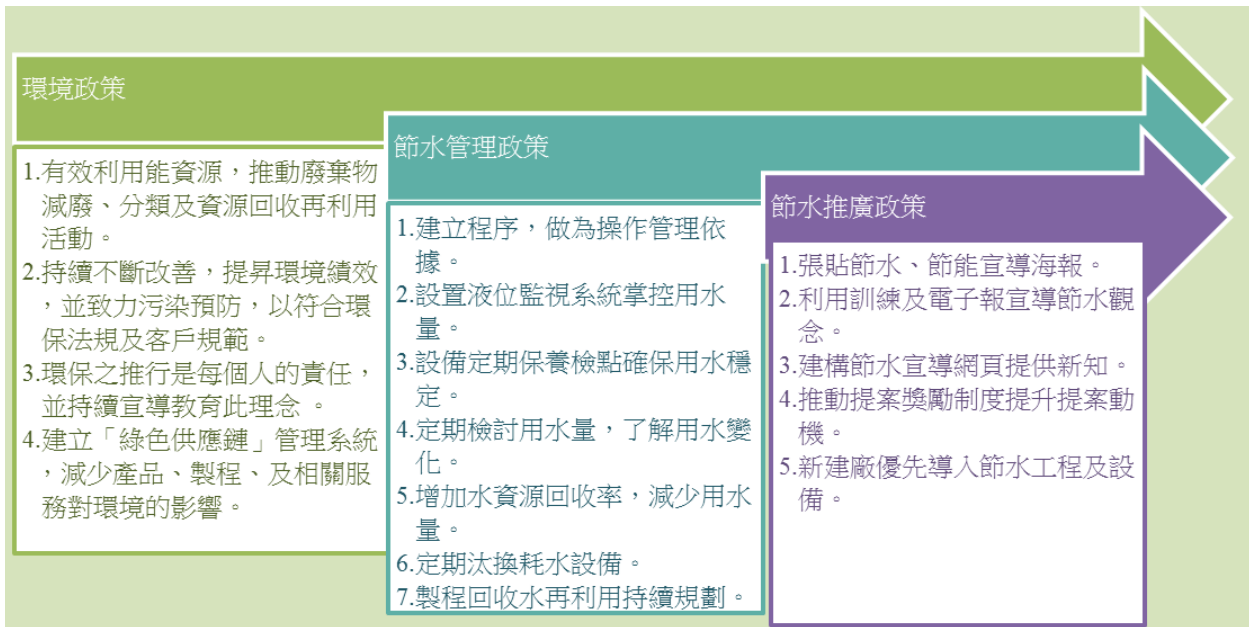 環境政策
1.有效利用能資源，推動廢棄物
減廢、分類及資源回收再利用
活動。
2.持續不斷改善，提昇環境績效
，並致力污染預防，以符合環
保法規及客戶規範。
3.環保之推行是每個人的責任，
並持續宣導教育此理念 。
4.建立「綠色供應鏈」管理系統
，減少產品、製程、及相關服
務對環境的影響。
節水管理政策
1.建立程序，做為操作管理依
據。
2.設置液位監視系統掌控用水
量。
3.設備定期保養檢點確保用水穩
定。
4.定期檢討用水量，了解用水變
化。
5.增加水資源回收率，減少用水
量。
6.定期汰換耗水設備。
7.製程回收水再利用持續規劃。
節水推廣政策
1.張貼節水、節能宣導海報。
2.利用訓練及電子報宣導節水觀
念。
3.建構節水宣導網頁提供新知。
4.推動提案獎勵制度提升提案動
機。
5.新建廠優先導入節水工程及設
備。